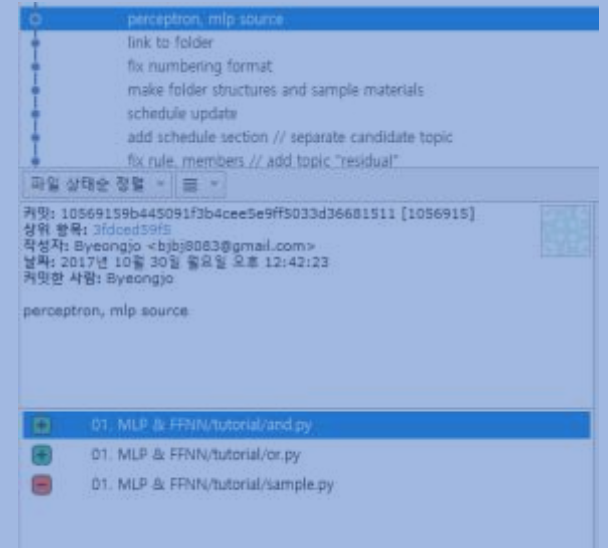 perceptron, mlp source
link to folder
fix numbering format
make folder structures and sample materials
schedule update
add schedule section // separate candidate topic
fix rule, members // add topic "residual"
파일 상태순 정렬
커밋: 10569159b445091f3b4cee5e9ff5033d36681511 [1056915]
상위 항목: 3fdced59f5
작성자: Byeongjo <bjbj8083@gmail.com>
날짜: 2017년 10월 30일 월요일 오후 12:42:23
커밋한 사람: Byeongjo
perceptron, mlp source
01. MLP & FFNN/tutorial/and.py
01. MLP & FFNN/tutorial/or.py
01. MLP & FFNN/tutorial/sample.py